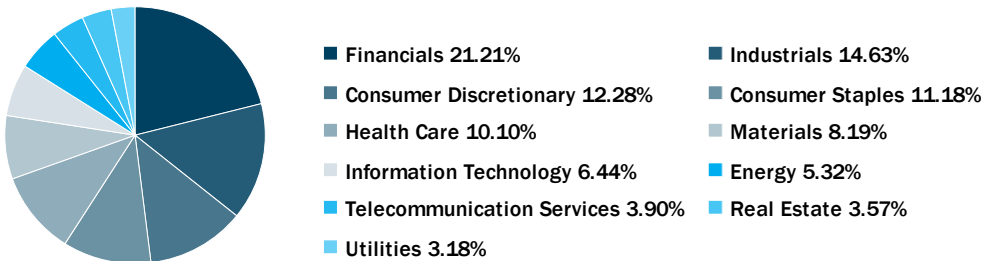 Financials 21.21%
Industrials 14.63%
Consumer Discretionary 12.28%
Consumer Staples 11.18%
Health Care 10.10%
Materials 8.19%
Information Technology 6.44%
Energy 5.32%
Telecommunication Services 3.90%
Real Estate 3.57%
Utilities 3.18%